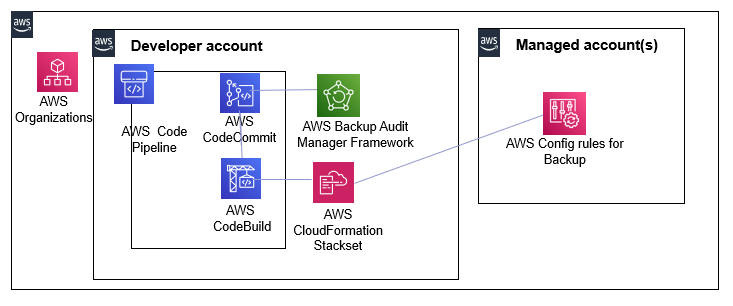 aws
aws
Developer account
aws
Managed account(s)
AWS
Organizations
AWS Code
Pipeline
AWS
CodeCommit
AWS Backup Audit
Manager Framework
AWS Config rules for
Backup
AWS
CodeBuild
AWS
CloudFormation
Stackset